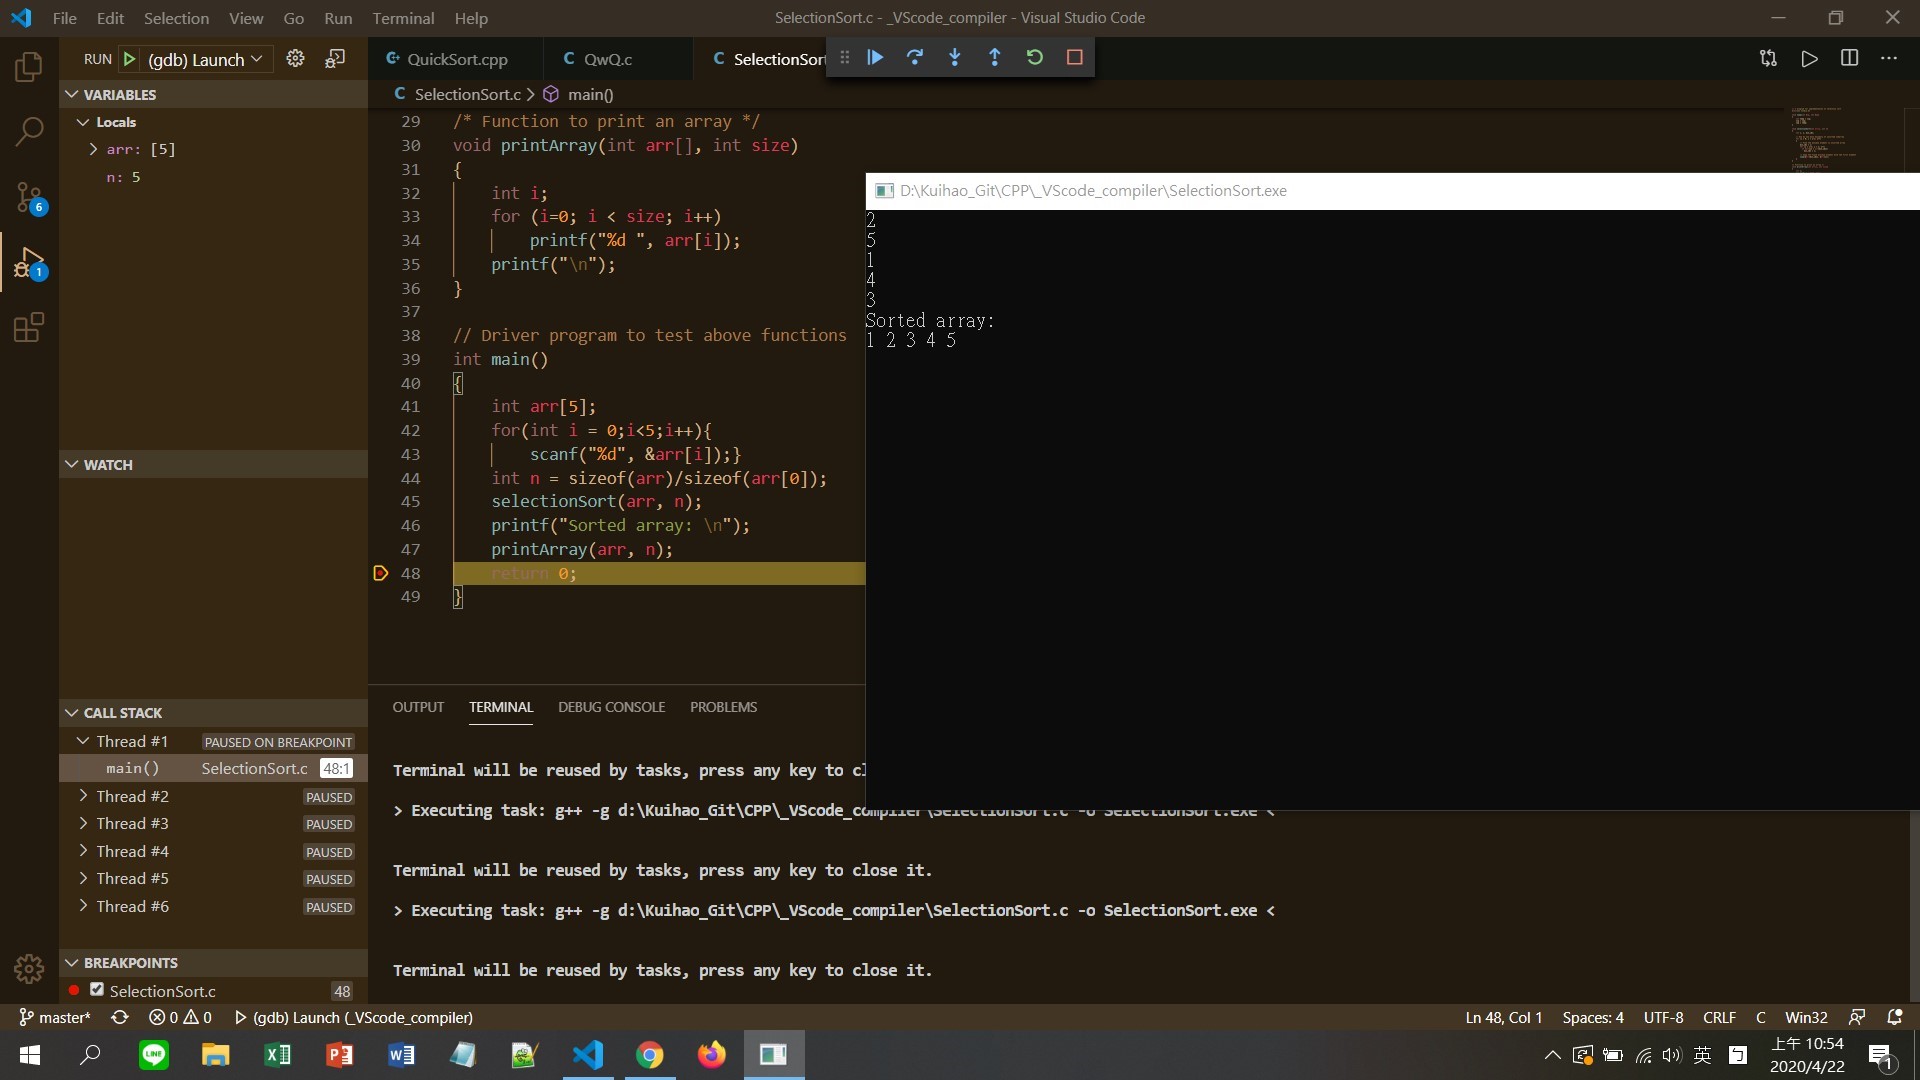 File Edit Selection View Go Run Terminal Help
SelectionSort.c - _VScode_compiler - Visual Studio Code
RUN (gdb) Launch
QuickSort.cpp
QwQ.c
SelectionSort
SelectionSort.c > main()
VARIABLES
Locals
arr: [5]
n: 5
WATCH
CALL STACK
Thread #1 PAUSED ON BREAKPOINT
main() SelectionSort.c 48:1
Thread #2 PAUSED
Thread #3 PAUSED
Thread #4 PAUSED
Thread #5 PAUSED
Thread #6 PAUSED
BREAKPOINTS
SelectionSort.c 48
6
1
29 /* Function to print an array */
30 void printArray(int arr[], int size)
31 {
32 int i;
33 for (i=0; i < size; i++)
34 printf("%d ", arr[i]);
35 printf("\n");
36 }
37
38 // Driver program to test above functions
39 int main()
40 {
41 int arr[5];
42 for(int i = 0;i<5;i++){
43 scanf("%d", &arr[i]);}
44 int n = sizeof(arr)/sizeof(arr[0]);
45 selectionSort(arr, n);
46 printf("Sorted array: \n");
47 printArray(arr, n);
48 return 0;
49 }
D:\Kuihao_Git\CPP\_VScode_compiler\SelectionSort.exe
2
5
1
4
3
Sorted array:
1 2 3 4 5
OUTPUT TERMINAL DEBUG CONSOLE PROBLEMS
Terminal will be reused by tasks, press any key to cl
> Executing task: g++ -g d:\Kuihao_Git\CPP\_VScode_compiler\SelectionSort.c -o SelectionSort.exe <
Terminal will be reused by tasks, press any key to close it.
> Executing task: g++ -g d:\Kuihao_Git\CPP\_VScode_compiler\SelectionSort.c -o SelectionSort.exe <
Terminal will be reused by tasks, press any key to close it.
master* 0 0 (gdb) Launch (_VScode_compiler)
Ln 48, Col 1 Spaces: 4 UTF-8 CRLF C Win32
LINE
英
上午 10:54
2020/4/22
1